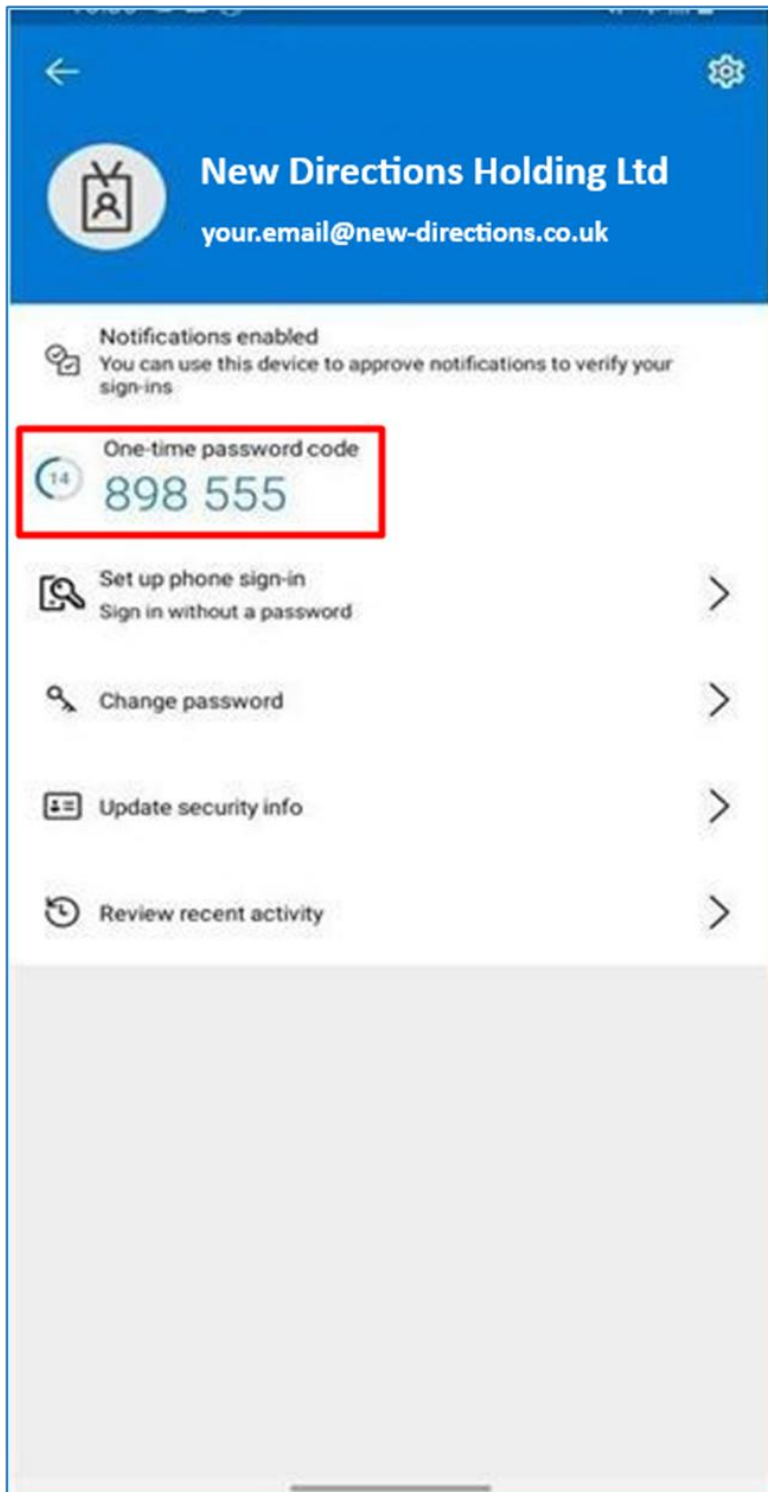 New Directions Holding Ltd
your.email@new-directions.co.uk
Notifications enabled
You can use this device to approve notifications to verify your
sign-ins
One-time password code
14
898 555
Set up phone sign-in
Sign in without a password
Change password
Update security info
Review recent activity